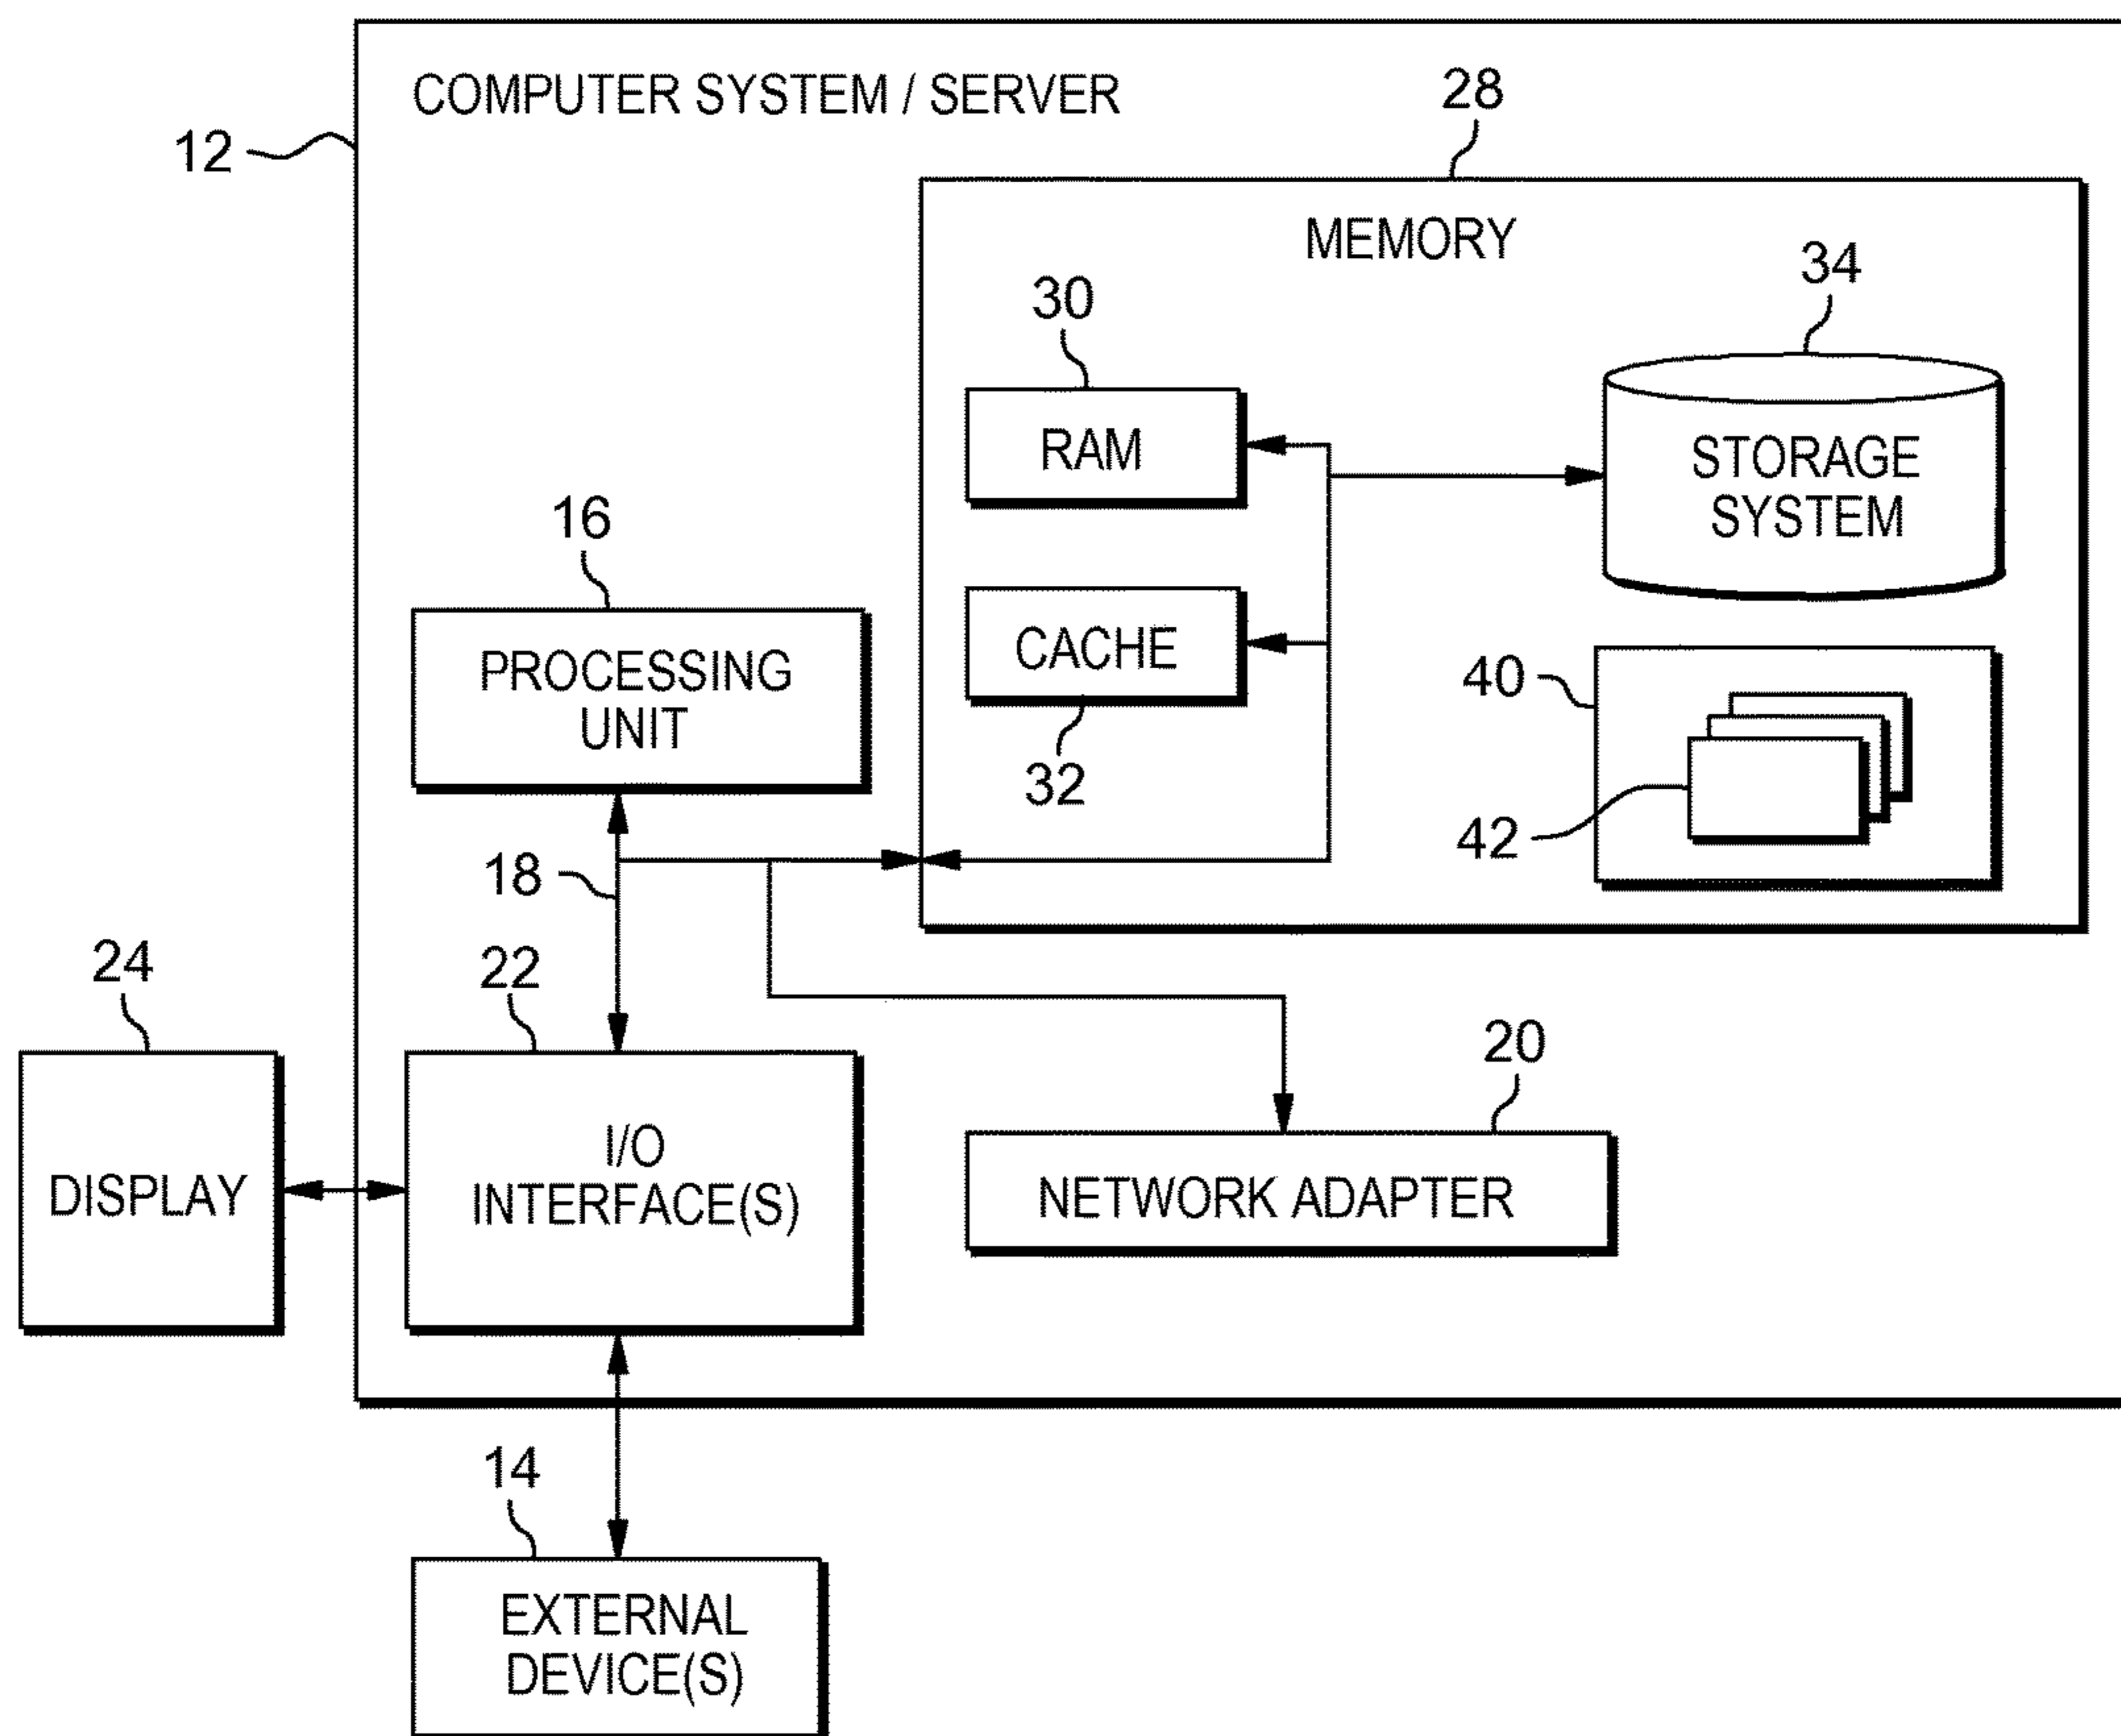 COMPUTER SYSTEM / SERVER
12
28
MEMORY
34
30
RAM
STORAGE
SYSTEM
16
PROCESSING
UNIT
CACHE
32
40
42
18
24
22
20
DISPLAY
I/O
INTERFACE(S)
NETWORK ADAPTER
14
EXTERNAL
DEVICE(S)